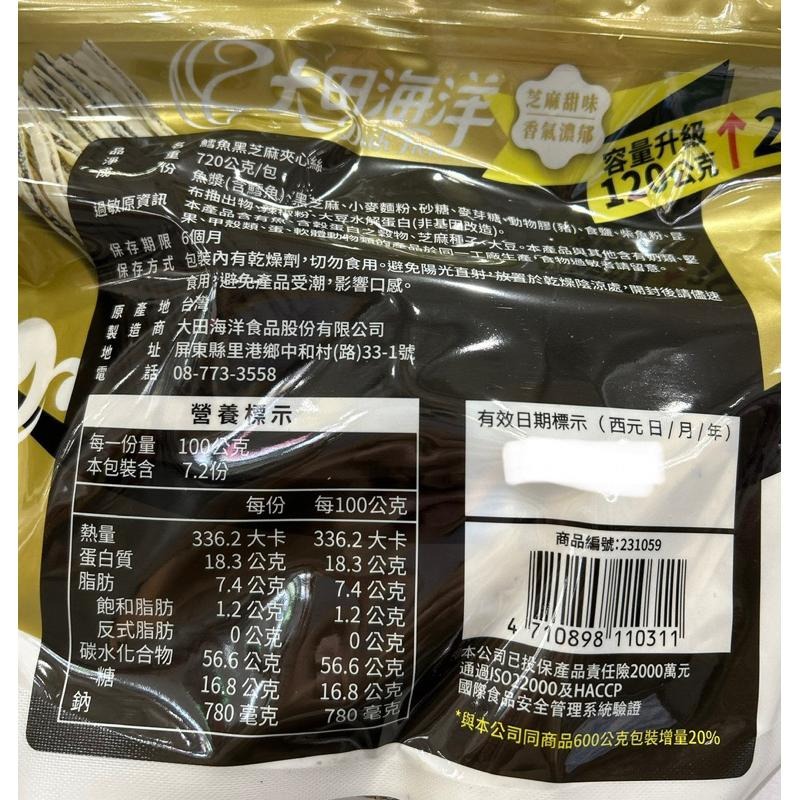 大田海洋
芝麻甜味
香氣濃郁
容量升級
120公克
2
品名 鱈魚黑芝麻夾心絲
淨重 720公克/包
成份 魚漿(含鱈魚)、黑芝麻、小麥麵粉、砂糖、麥芽糖、動物膠(豬)、食鹽、柴魚粉、昆
布抽出物、辣椒粉、大豆水解蛋白(非基因改造)。
過敏原資訊 本產品含有魚、含麩質之穀物、芝麻種子、大豆。本產品與其他含有奶類、堅
果、甲殼類、蛋、軟體動物類的產品於同一工廠生產,食物過敏者請留意。
保存期限 6個月
保存方式 包裝內有乾燥劑,切勿食用。避免陽光直射,放置於乾燥陰涼處,開封後請儘速
食用,避免產品受潮,影響口感。
原產地 台灣
製造商 大田海洋食品股份有限公司
地址 屏東縣里港鄉中和村(路)33-1號
電話 08-773-3558
營養標示
每一份量 100公克
本包裝含 7.2份
每份 每100公克
熱量 336.2 大卡 336.2 大卡
蛋白質 18.3 公克 18.3 公克
脂肪 7.4 公克 7.4 公克
飽和脂肪 1.2 公克 1.2 公克
反式脂肪 0 公克 0 公克
碳水化合物 56.6 公克 56.6 公克
糖 16.8 公克 16.8 公克
鈉 780 毫克 780 毫克
有效日期標示 (西元 日/月/年)
商品編號:231059
4 710898 110311
本公司已投保產品責任險2000萬元
通過ISO22000及HACCP
國際食品安全管理系統驗證
*與本公司同商品600公克包裝增量20%